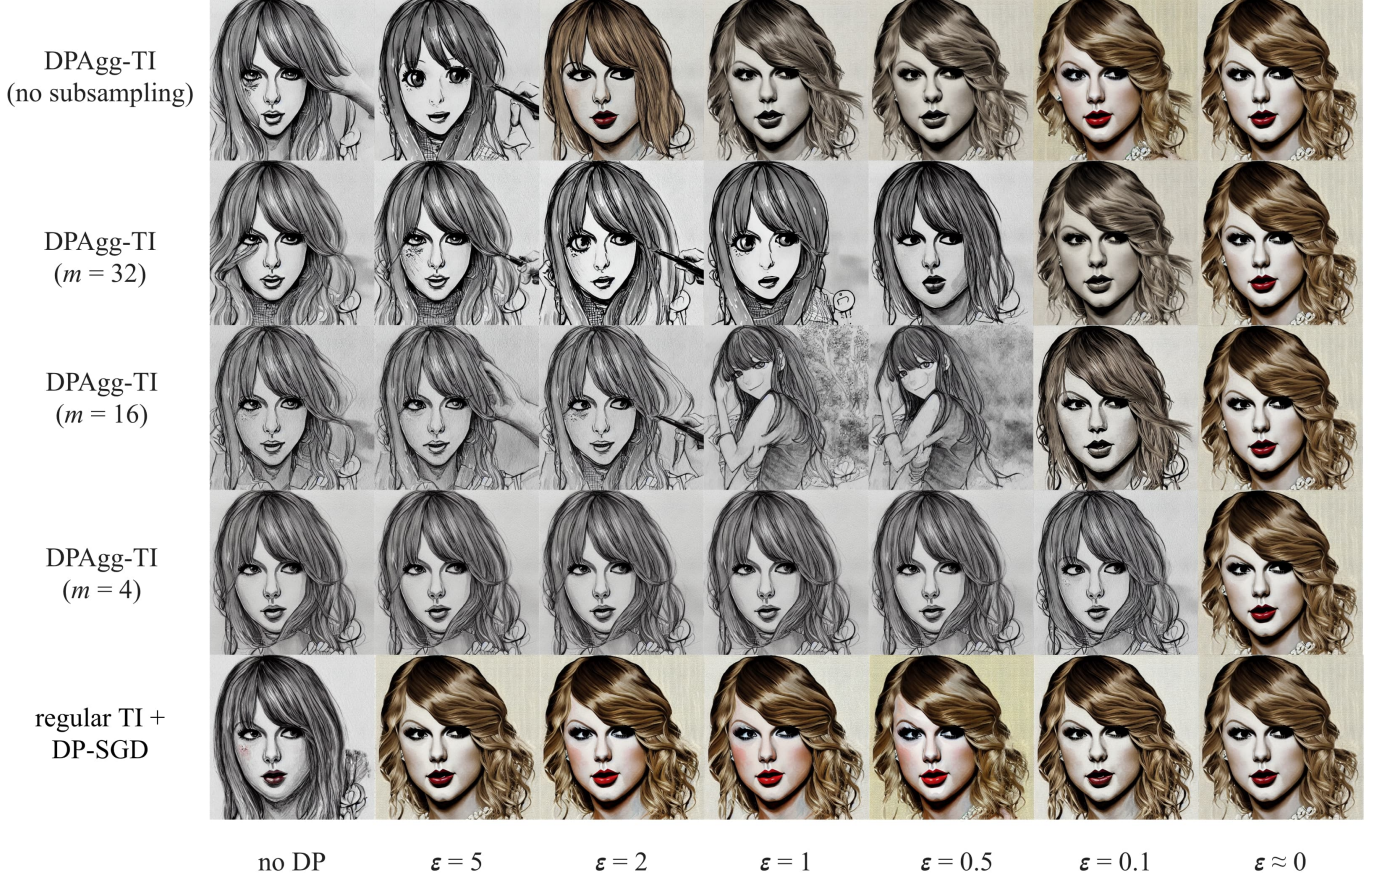 DPAgg-TI
(no subsampling)
DPAgg-TI
(m = 32)
DPAgg-TI
(m = 16)
DPAgg-TI
(m = 4)
regular TI +
DP-SGD
no DP
ε = 5
ε = 2
ε = 1
ε = 0.5
ε = 0.1
ε ≈ 0